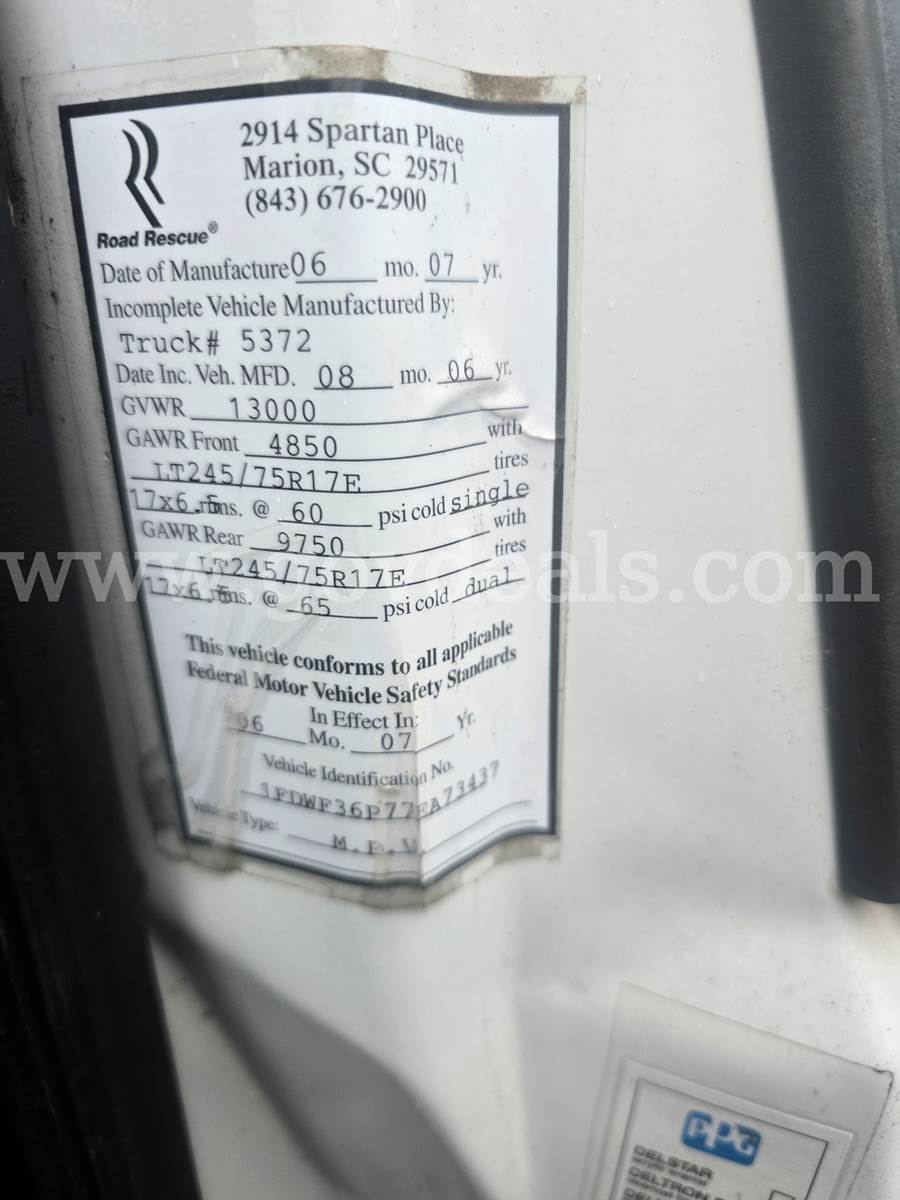 2914 Spartan Place
Marion, SC 29571
(843) 676-2900
Road Rescue®
Date of Manufacture 06 mo. 07 yr.
Incomplete Vehicle Manufactured By:
Truck# 5372
Date Inc. Veh. MFD. 08 mo. 06 yr.
GVWR 13000
GAWR Front 4850 with
LT245/75R17E tires
17x6.5 rims. @ 60 psi cold single
GAWR Rear 9750 with
LT245/75R17E tires
17x6.5 rims. @ 65 psi cold dual
www.govdeals.com
This vehicle conforms to all applicable
Federal Motor Vehicle Safety Standards
06 In Effect In: Yr.
Mo. 07
Vehicle Identification No.
1FDWF36P77EA73437
Vehicle Type:
M.P.V
PPG
DELSTAR
DELTRON